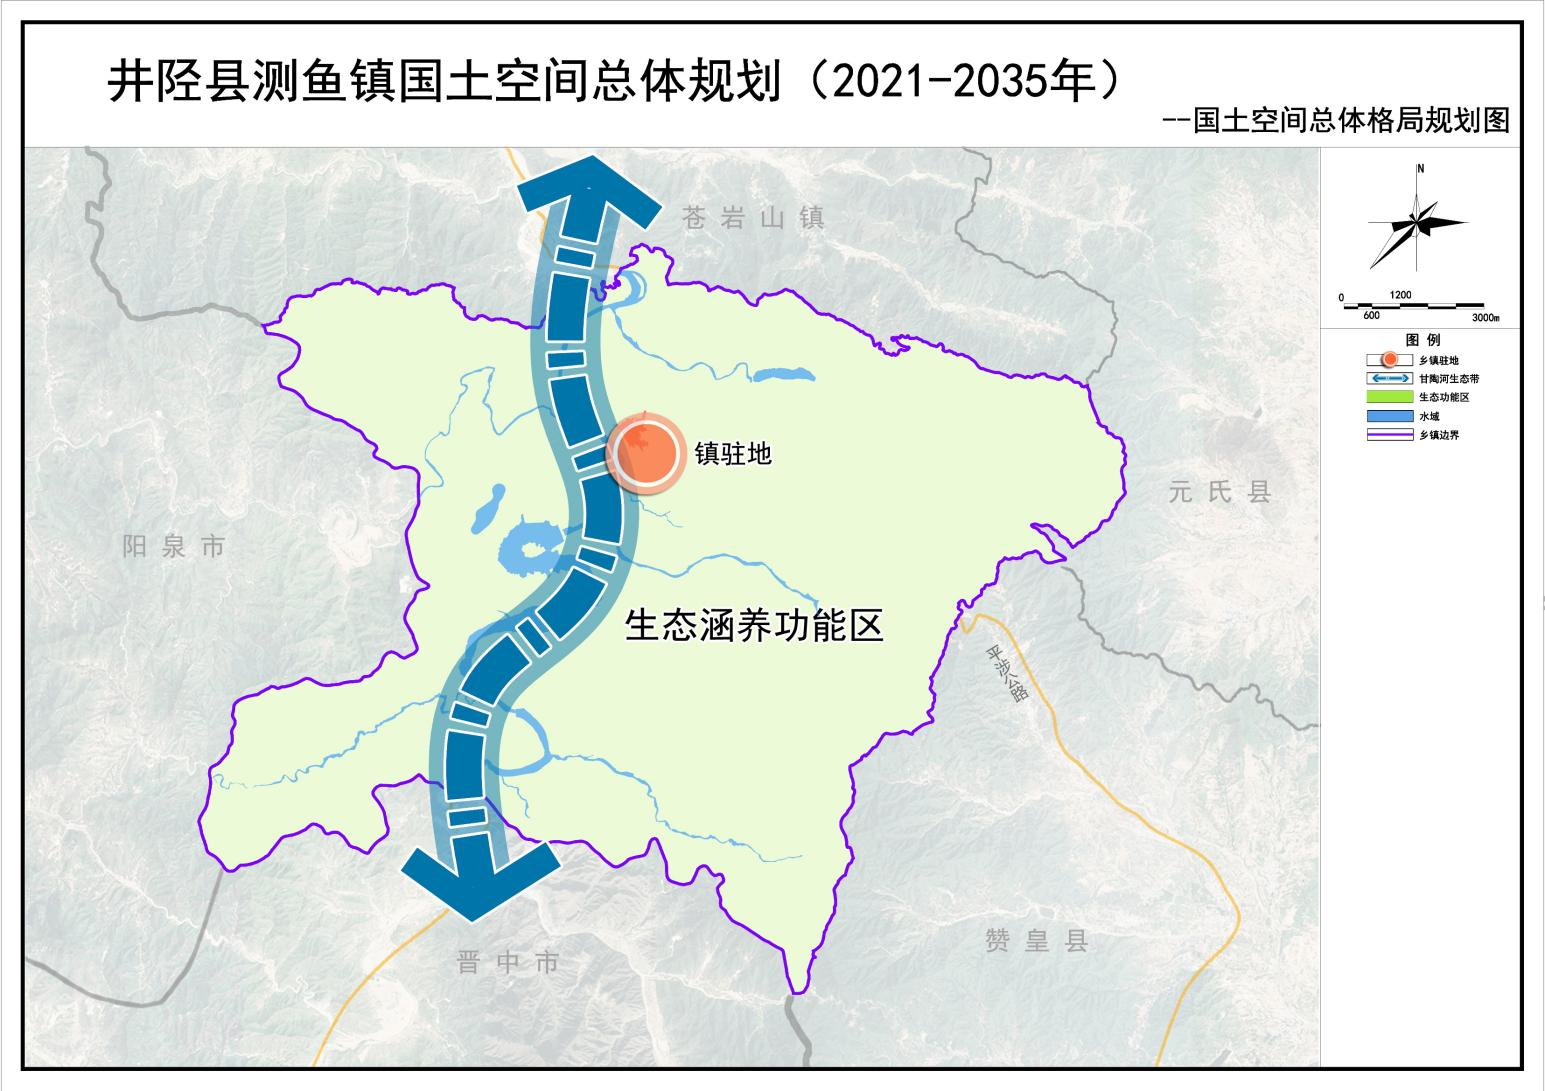 井陉县测鱼镇国土空间总体规划（2021-2035年）
--国土空间总体格局规划图
苍岩山镇
N
0
1200
600
3000m
图例
乡镇驻地
甘陶河生态带
生态功能区
水域
乡镇边界
镇驻地
元氏县
阳泉市
生态涵养功能区
平涉公路
赞皇县
晋中市